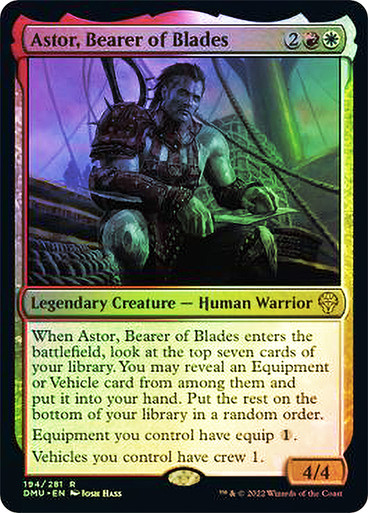 Astor, Bearer of Blades 2
Legendary Creature — Human Warrior
When Astor, Bearer of Blades enters the
battlefield, look at the top seven cards of
your library. You may reveal an Equipment
or Vehicle card from among them and
put it into your hand. Put the rest on the
bottom of your library in a random order.
Equipment you control have equip 1.
Vehicles you control have crew 1.
4/4
194/281 R
DMU • EN Josh Hass
™ & © 2022 Wizards of the Coast